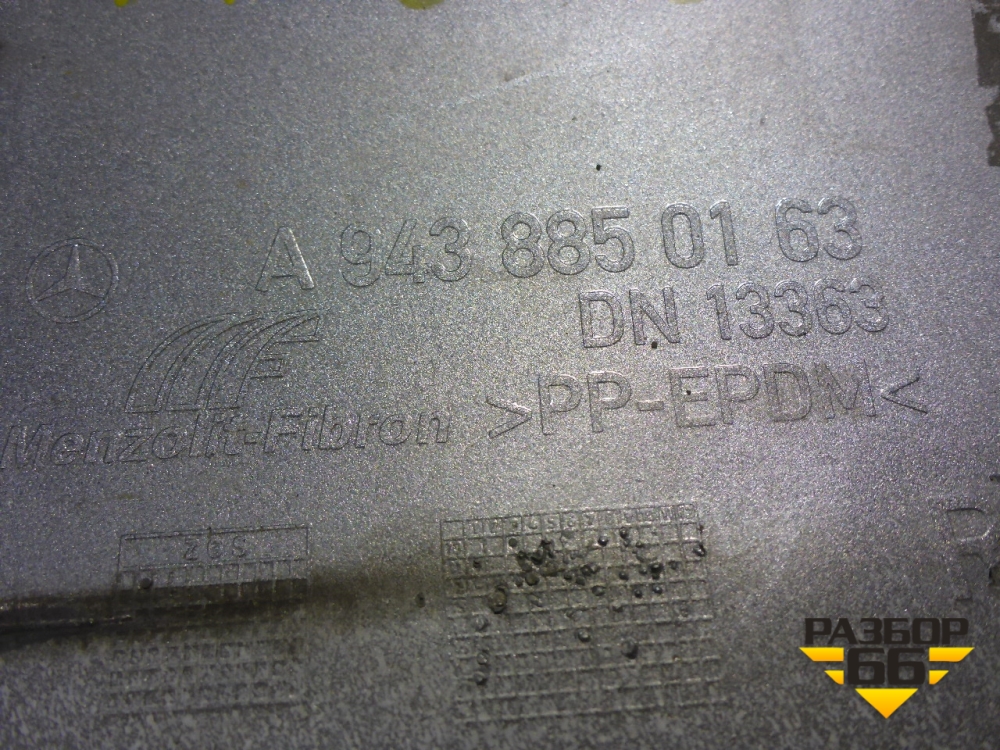 A 943 885 01 63
DN 13363
>PP-EPDM<
Menzolit-Fibron
ZGS
РАЗБОР
66